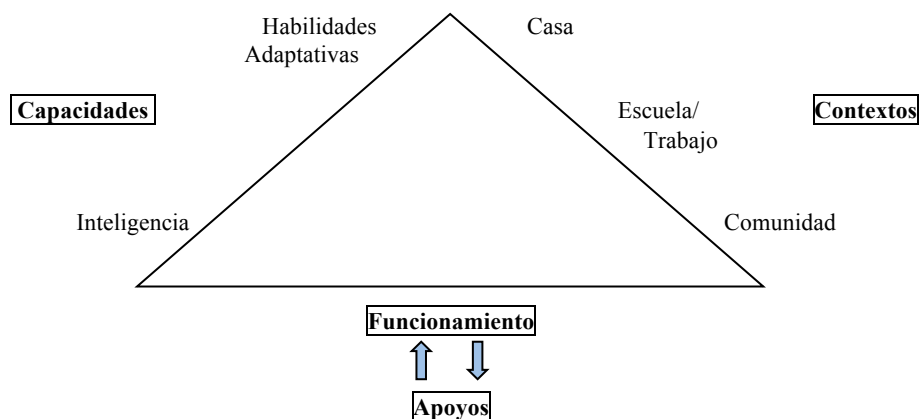 Habilidades
Adaptativas
Casa
Capacidades
Escuela/
Trabajo
Contextos
Inteligencia
Comunidad
Funcionamiento
Apoyos